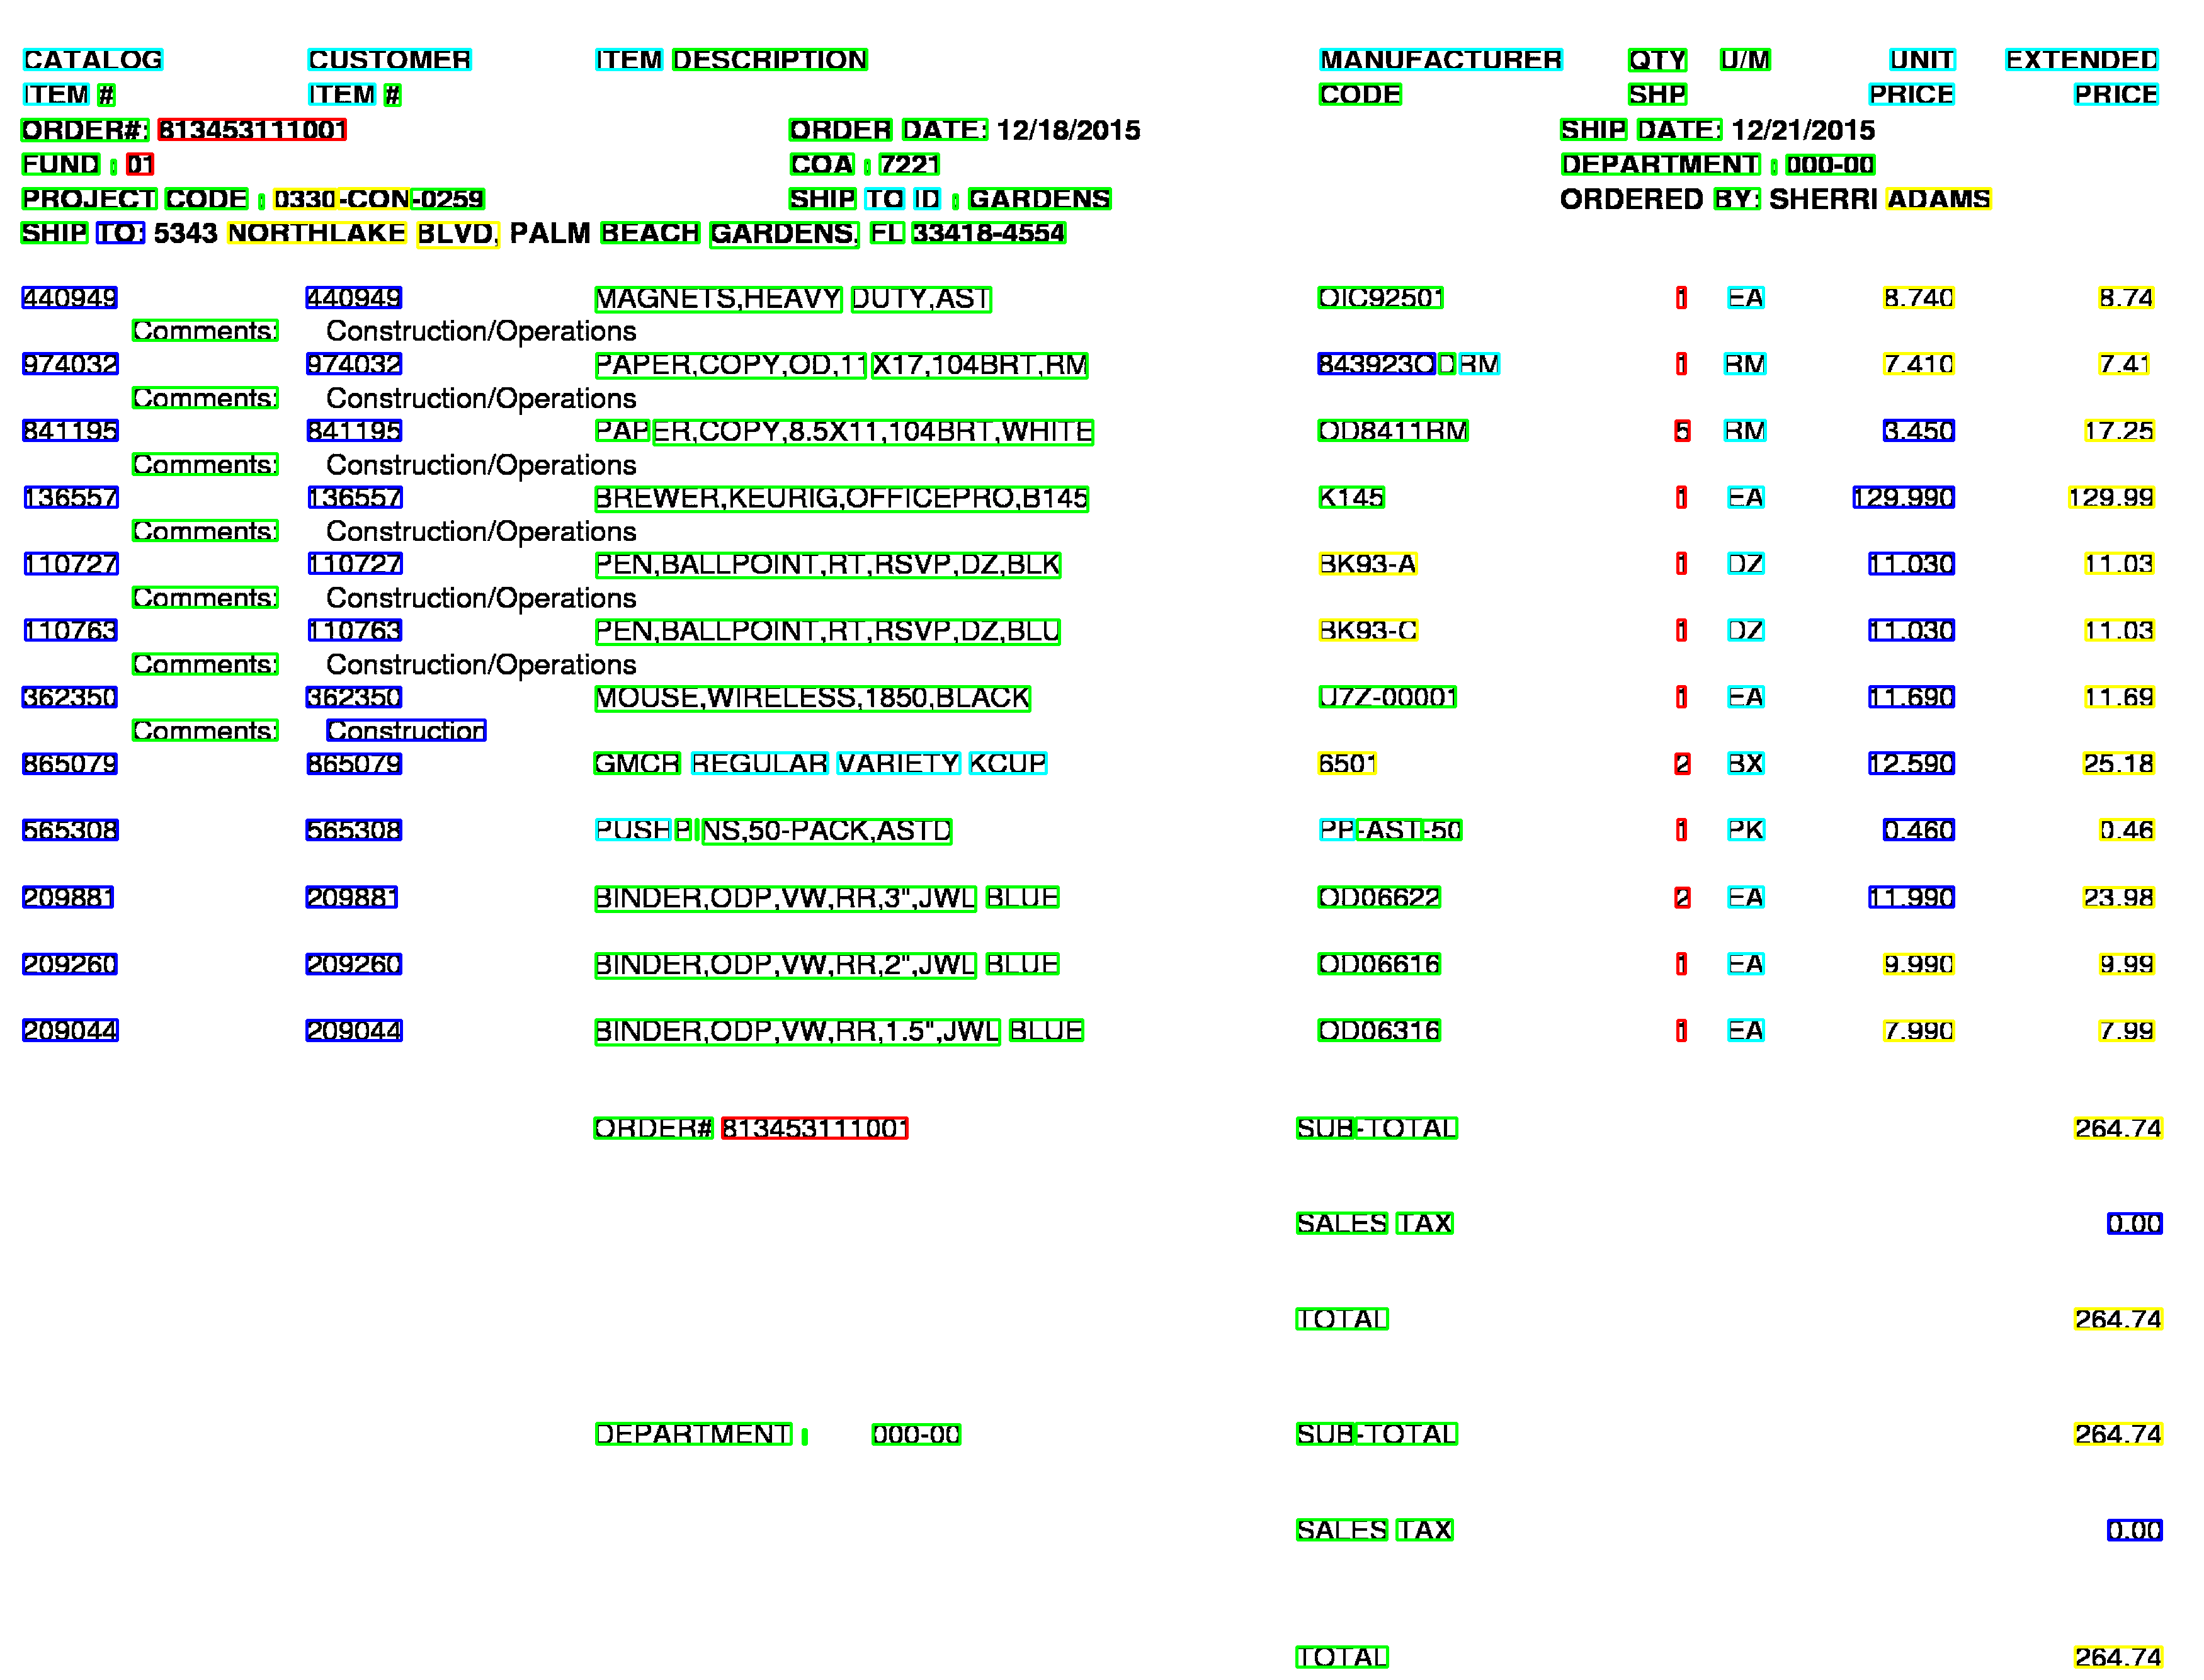 CATALOG CUSTOMER ITEM DESCRIPTION MANUFACTURER QTY U/M UNIT EXTENDED
ITEM # ITEM # CODE SHP PRICE PRICE
ORDER#: 813453111001 ORDER DATE: 12/18/2015 SHIP DATE: 12/21/2015
FUND : 01 COA : 7221 DEPARTMENT : 000-00
PROJECT CODE : 0330-CON-0259 SHIP TO ID : GARDENS ORDERED BY: SHERRI ADAMS
SHIP TO: 5343 NORTHLAKE BLVD, PALM BEACH GARDENS, FL 33418-4554
440949 440949 MAGNETS,HEAVY DUTY,AST OIC92501 1 EA 8.740 8.74
Comments: Construction/Operations
974032 974032 PAPER,COPY,OD,11X17,104BRT,RM 843923ODRM 1 RM 7.410 7.41
Comments: Construction/Operations
841195 841195 PAPER,COPY,8.5X11,104BRT,WHITE OD8411RM 5 RM 3.450 17.25
Comments: Construction/Operations
136557 136557 BREWER,KEURIG,OFFICEPRO,B145 K145 1 EA 129.990 129.99
Comments: Construction/Operations
110727 110727 PEN,BALLPOINT,RT,RSVP,DZ,BLK BK93-A 1 DZ 11.030 11.03
Comments: Construction/Operations
110763 110763 PEN,BALLPOINT,RT,RSVP,DZ,BLU BK93-C 1 DZ 11.030 11.03
Comments: Construction/Operations
362350 362350 MOUSE,WIRELESS,1850,BLACK U7Z-00001 1 EA 11.690 11.69
Comments: Construction
865079 865079 GMCR REGULAR VARIETY KCUP 6501 2 BX 12.590 25.18
565308 565308 PUSH PINS,50-PACK,ASTD PP-AST-50 1 PK 0.460 0.46
209881 209881 BINDER,ODP,VW,RR,3",JWL BLUE OD06622 2 EA 11.990 23.98
209260 209260 BINDER,ODP,VW,RR,2",JWL BLUE OD06616 1 EA 9.990 9.99
209044 209044 BINDER,ODP,VW,RR,1.5",JWL BLUE OD06316 1 EA 7.990 7.99
ORDER# 813453111001 SUB-TOTAL 264.74
SALES TAX 0.00
TOTAL 264.74
DEPARTMENT : 000-00 SUB-TOTAL 264.74
SALES TAX 0.00
TOTAL 264.74